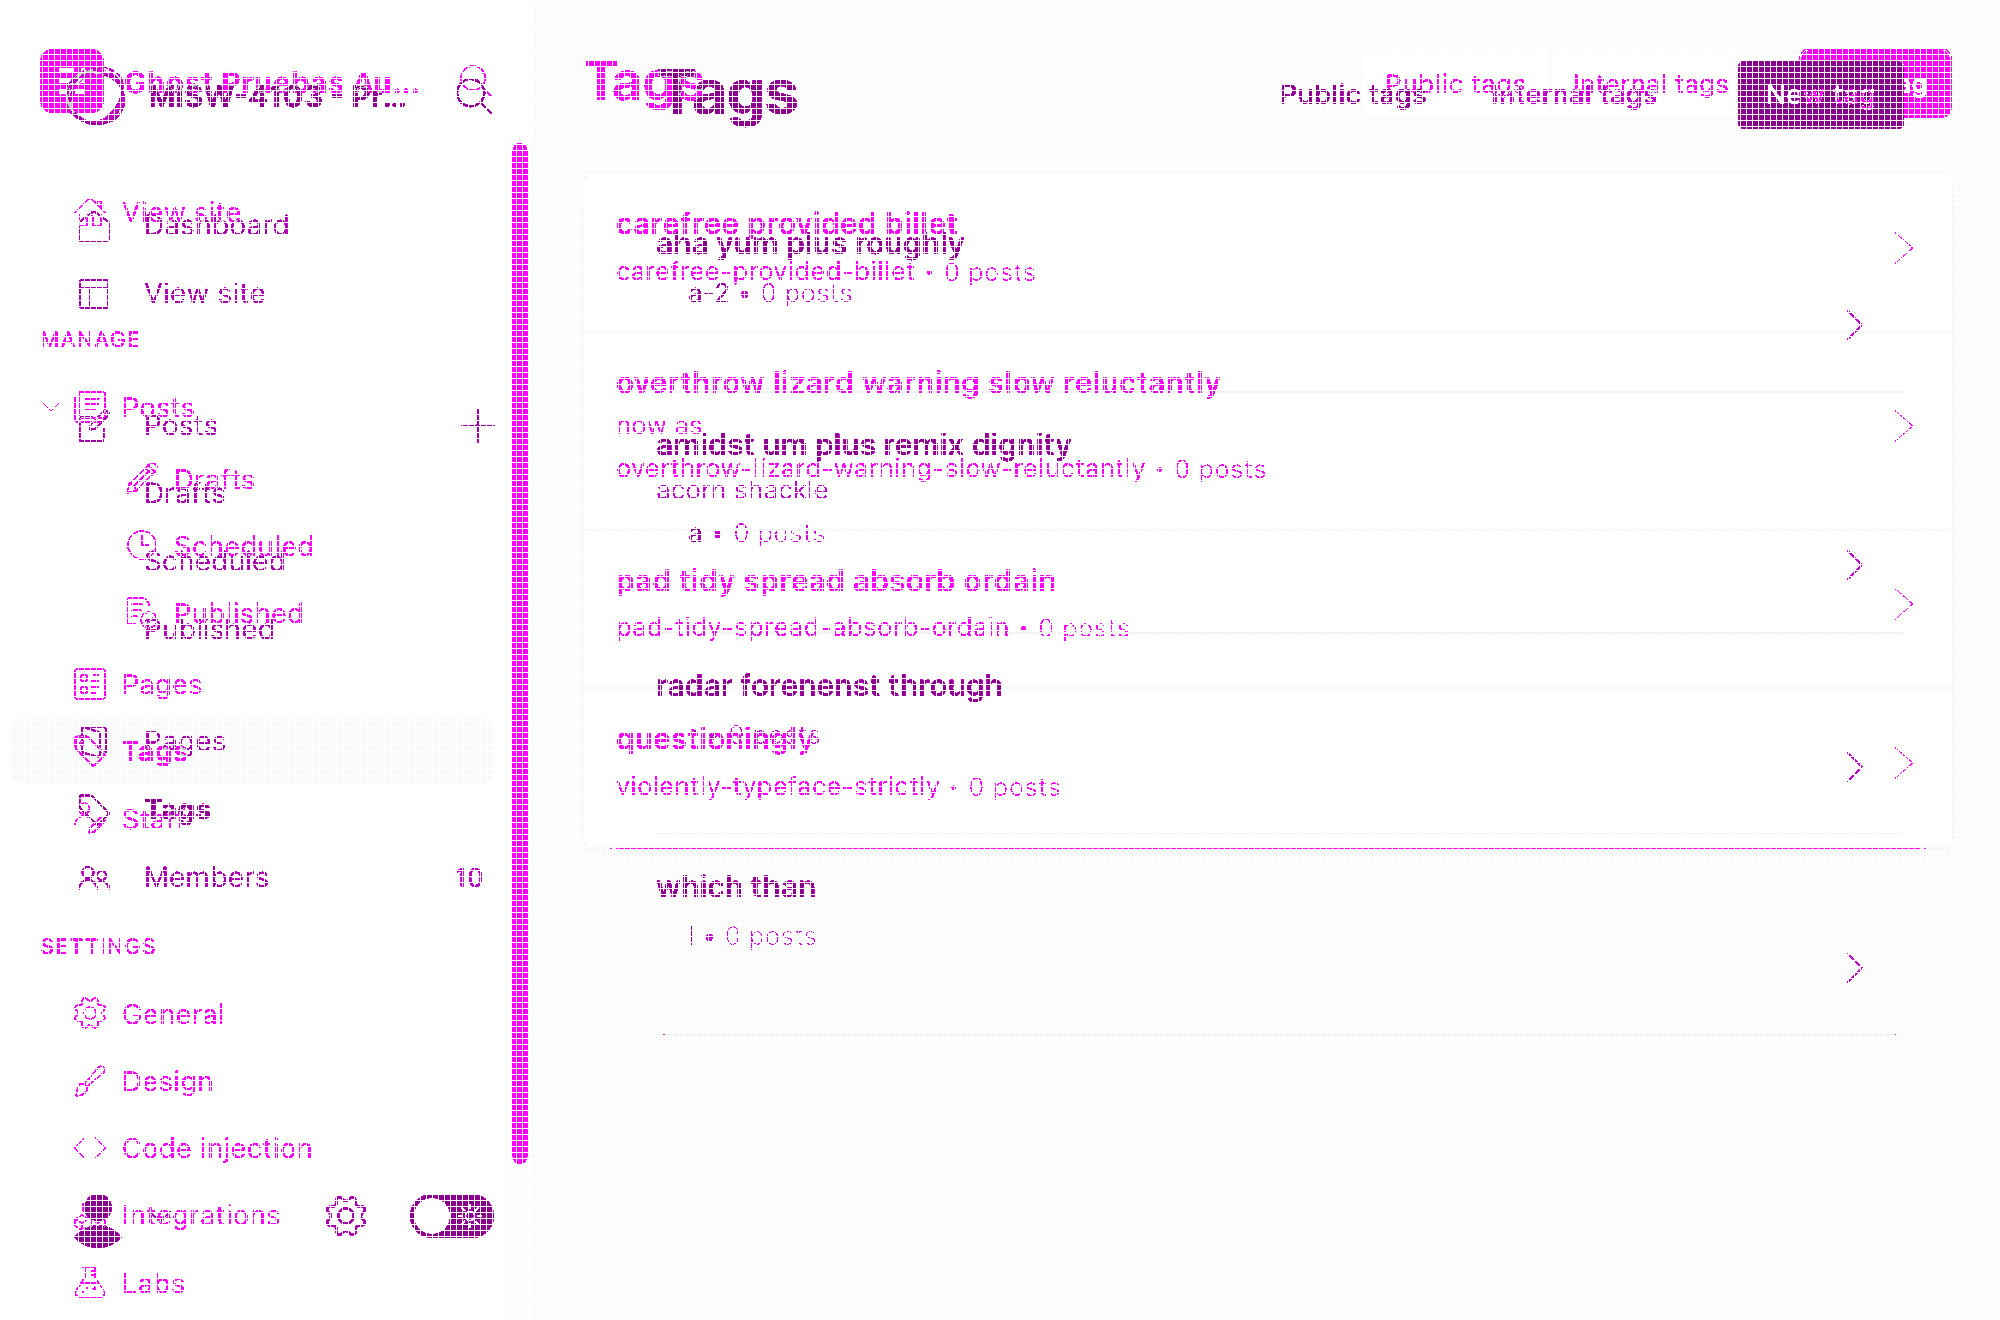 Ghost Pruebas Au...
MSW-4103 - Pr...
Tags
Tags
Public tags
Internal tags
Public tags
Internal tags
New tag
View site
Dashboard
View site
MANAGE
Posts
Posts
Drafts
Drafts
Scheduled
Scheduled
Published
Published
Pages
Pages
Tags
Tags
Staff
Members 10
SETTINGS
General
Design
Code injection
Integrations
Labs
carefree provided billet
aha yum plus roughly
carefree-provided-billet • 0 posts
a-2 • 0 posts
overthrow lizard warning slow reluctantly
now as
amidst um plus remix dignity
overthrow-lizard-warning-slow-reluctantly • 0 posts
acorn shackle
a • 0 posts
pad tidy spread absorb ordain
pad-tidy-spread-absorb-ordain • 0 posts
radar forenenst through
questioningly
0 posts
violently-typeface-strictly • 0 posts
which than
l • 0 posts